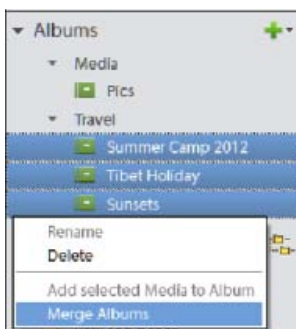 Albums
Media
Pics
Travel
Summer Camp 2012
Tibet Holiday
Sunsets
Rename
Delete
Add selected Media to Album
Merge Albums